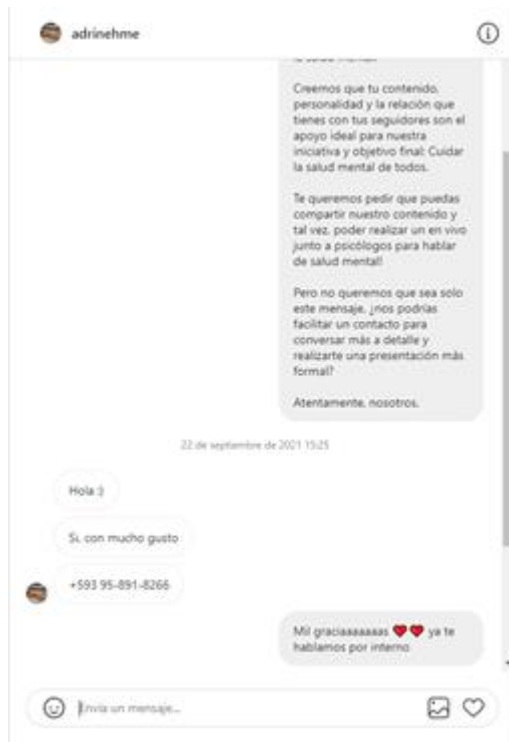 adrinehme
Creemos que tu contenido,
personalidad y la relación que
tienes con tus seguidores son el
apoyo ideal para nuestra
iniciativa y objetivo final: Cuidar
la salud mental de todos.
Te queremos pedir que puedas
compartir nuestro contenido y
tal vez, poder realizar un en vivo
junto a psicólogos para hablar
de salud mental!
Pero no queremos que sea solo
este mensaje, ¿nos podrías
facilitar un contacto para
conversar más a detalle y
realizarte una presentación más
formal?
Atentamente, nosotros.
22 de septiembre de 2021 15:25
Hola :)
Si, con mucho gusto
+593 95-891-8266
Mil graciaaaaaas ❤❤ ya te
hablamos por interno
Envía un mensaje...